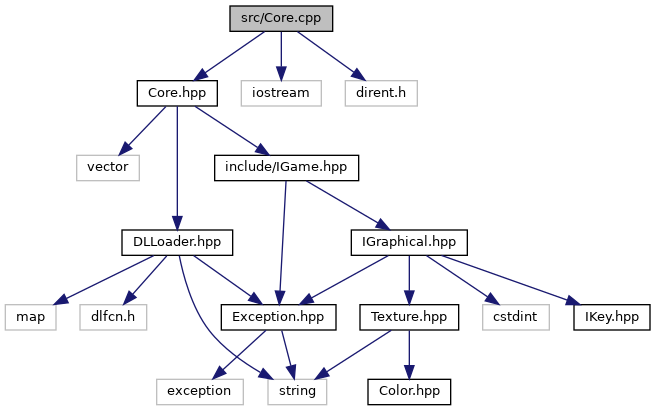 src/Core.cpp
Core.hpp
iostream
dirent.h
vector
include/IGame.hpp
DLLoader.hpp
IGraphical.hpp
map
dlfcn.h
Exception.hpp
Texture.hpp
cstdint
IKey.hpp
exception
string
Color.hpp